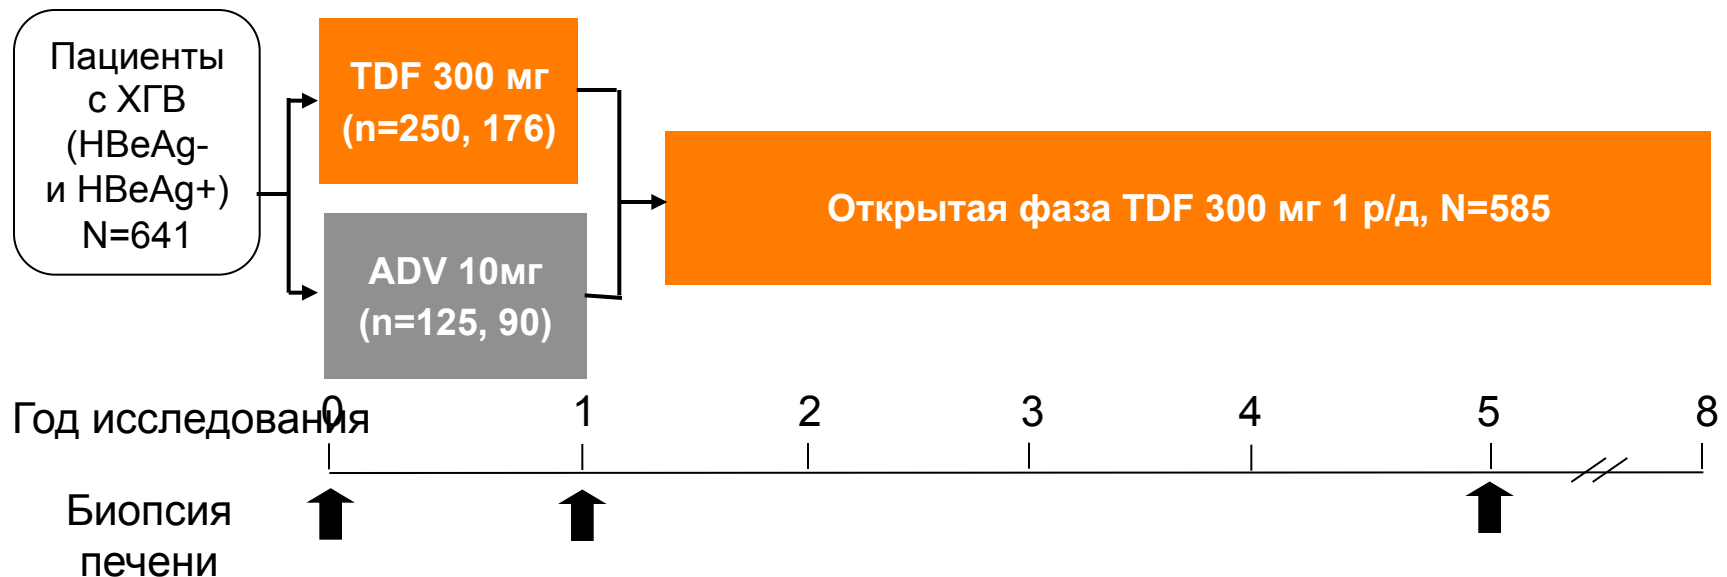 Пациенты
с ХГВ
(HBeAg-
и HBeAg+)
N=641
TDF 300 мг
(n=250, 176)
ADV 10мг
(n=125, 90)
Открытая фаза TDF 300 мг 1 р/д, N=585
Год исследования
0 1 2 3 4 5 8
Биопсия
печени